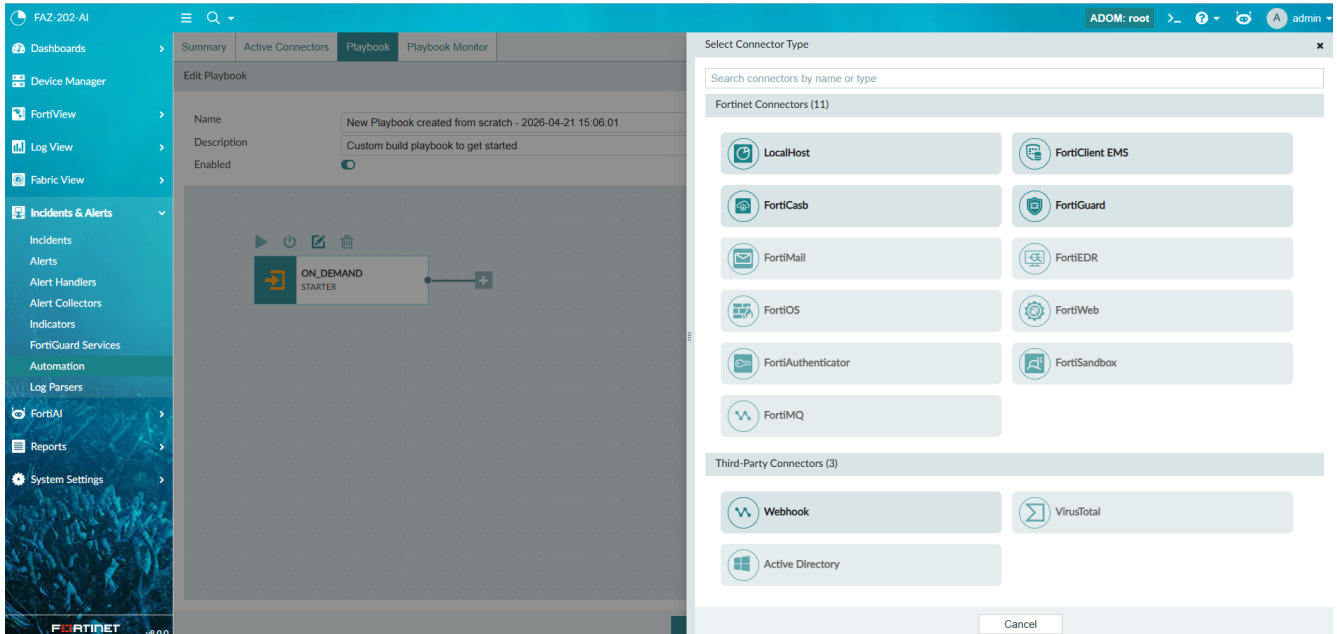 FAZ-202-AI
ADOM: root
A
admin
Dashboards
Device Manager
FortiView
Log View
Fabric View
Incidents & Alerts
Incidents
Alerts
Alert Handlers
Alert Collectors
Indicators
FortiGuard Services
Automation
Log Parsers
FortiAI
Reports
System Settings
FORTINET
Summary
Active Connectors
Playbook
Playbook Monitor
Edit Playbook
Name
New Playbook created from scratch - 2026-04-21 15:06:01
Description
Custom build playbook to get started
Enabled
ON_DEMAND
STARTER
Select Connector Type
Search connectors by name or type
Fortinet Connectors (11)
LocalHost
FortiClient EMS
FortiCasb
FortiGuard
FortiMail
FortiEDR
FortiOS
FortiWeb
FortiAuthenticator
FortiSandbox
FortiMQ
Third-Party Connectors (3)
Webhook
VirusTotal
Active Directory
Cancel